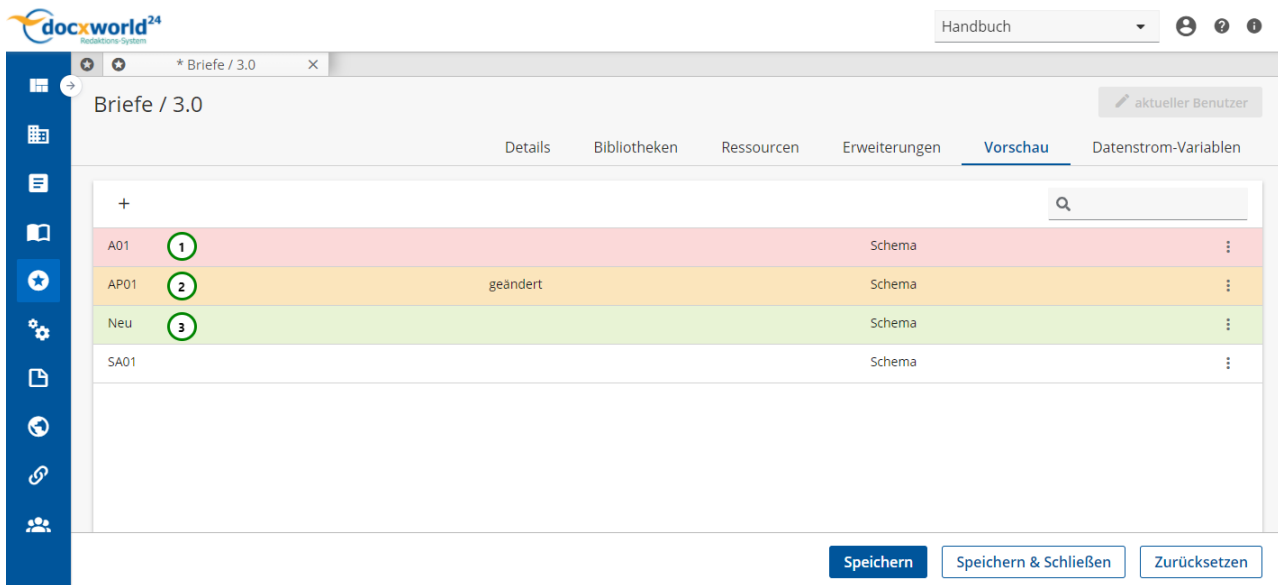 docxworld24
Redaktions-System
Handbuch
* Briefe / 3.0
Briefe / 3.0
aktueller Benutzer
Details Bibliotheken Ressourcen Erweiterungen Vorschau Datenstrom-Variablen
A01 1 Schema
AP01 2 geändert Schema
Neu 3 Schema
SA01 Schema
Speichern Speichern & Schließen Zurücksetzen